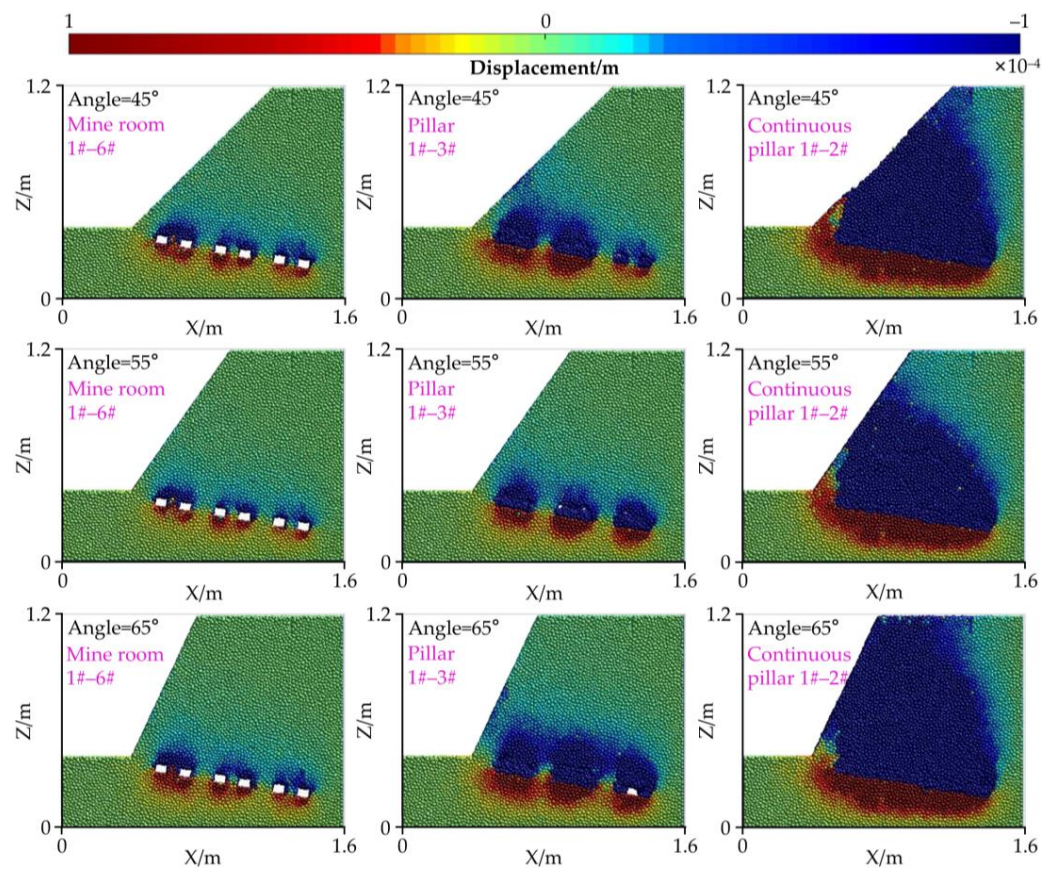 1 0 –1
Displacement/m ×10⁻⁴
1.2
Angle=45°
Mine room
1#–6#
Z/m
0
0 1.6
X/m
1.2
Angle=45°
Pillar
1#–3#
Z/m
0
0 1.6
X/m
1.2
Angle=45°
Continuous
pillar 1#–2#
Z/m
0
0 1.6
X/m
1.2
Angle=55°
Mine room
1#–6#
Z/m
0
0 1.6
X/m
1.2
Angle=55°
Pillar
1#–3#
Z/m
0
0 1.6
X/m
1.2
Angle=55°
Continuous
pillar 1#–2#
Z/m
0
0 1.6
X/m
1.2
Angle=65°
Mine room
1#–6#
Z/m
0
0 1.6
X/m
1.2
Angle=65°
Pillar
1#–3#
Z/m
0
0 1.6
X/m
1.2
Angle=65°
Continuous
pillar 1#–2#
Z/m
0
0 1.6
X/m